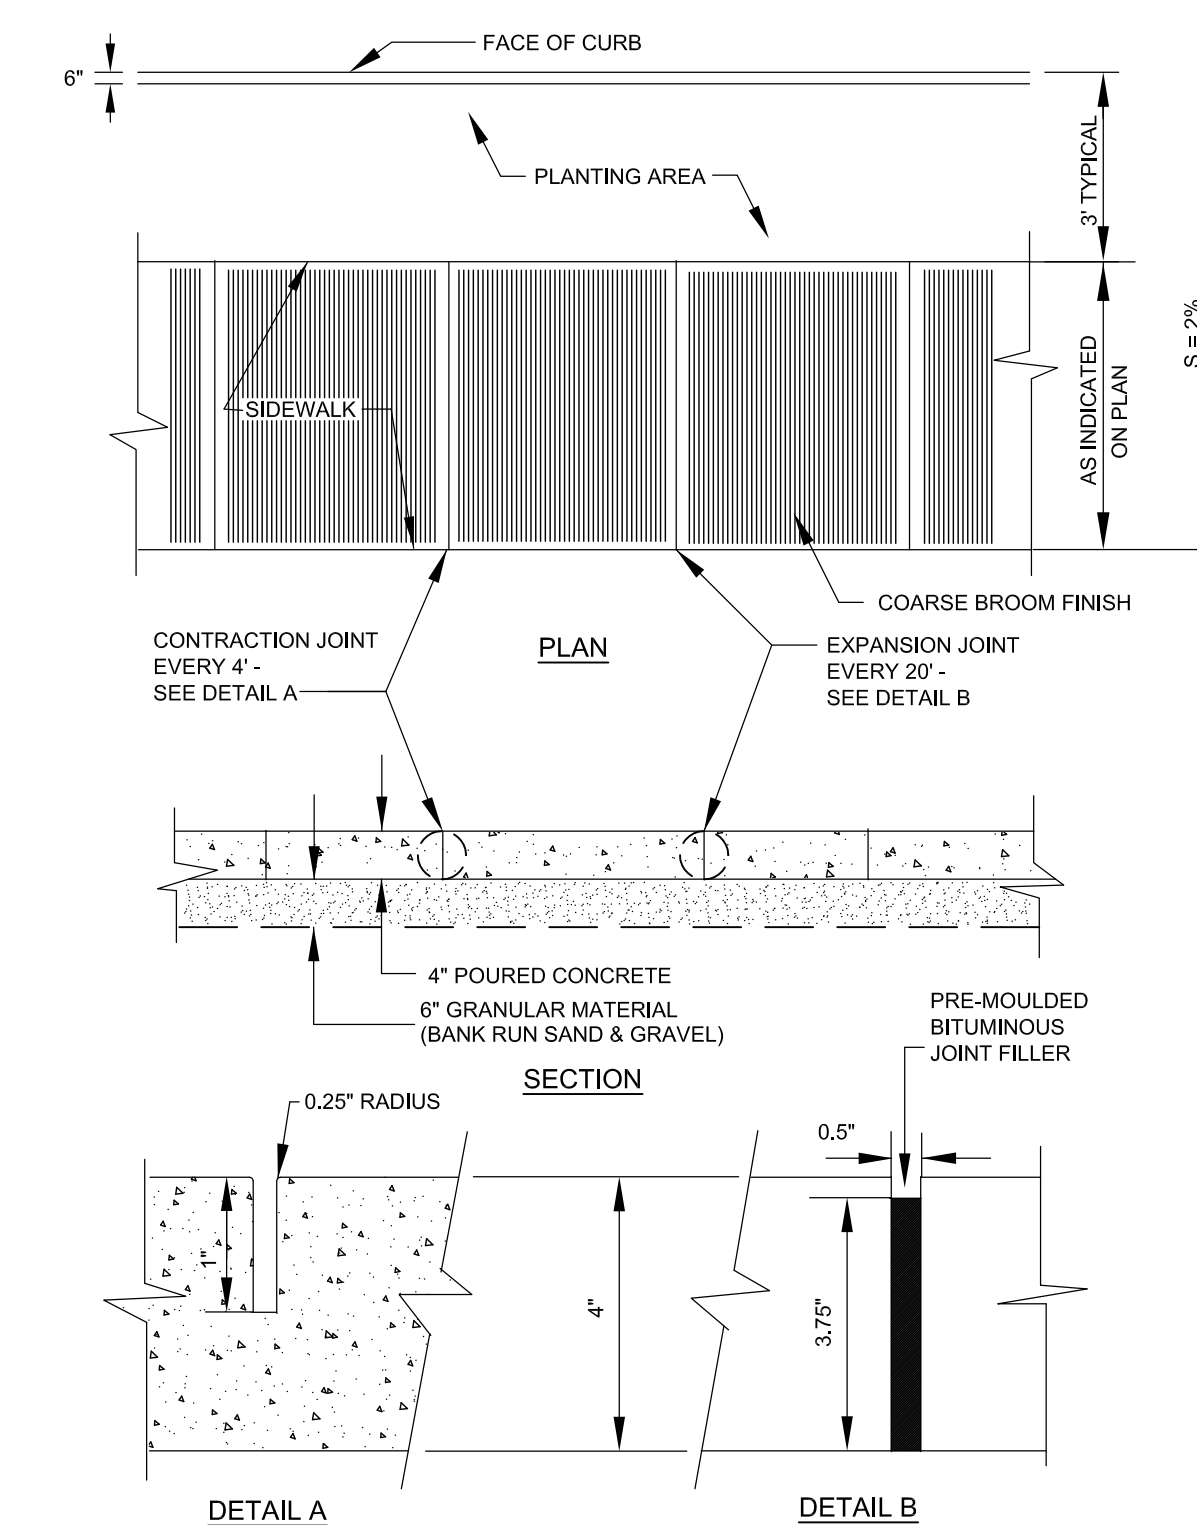 FACE OF CURB
6"
PLANTING AREA
3' TYPICAL
S = 2%
SIDEWALK
AS INDICATED
ON PLAN
COARSE BROOM FINISH
CONTRACTION JOINT
EVERY 4' -
SEE DETAIL A
PLAN
EXPANSION JOINT
EVERY 20' -
SEE DETAIL B
4" POURED CONCRETE
6" GRANULAR MATERIAL
(BANK RUN SAND & GRAVEL)
PRE-MOULDED
BITUMINOUS
JOINT FILLER
SECTION
0.25" RADIUS
0.5"
1"
4"
3.75"
DETAIL A
DETAIL B